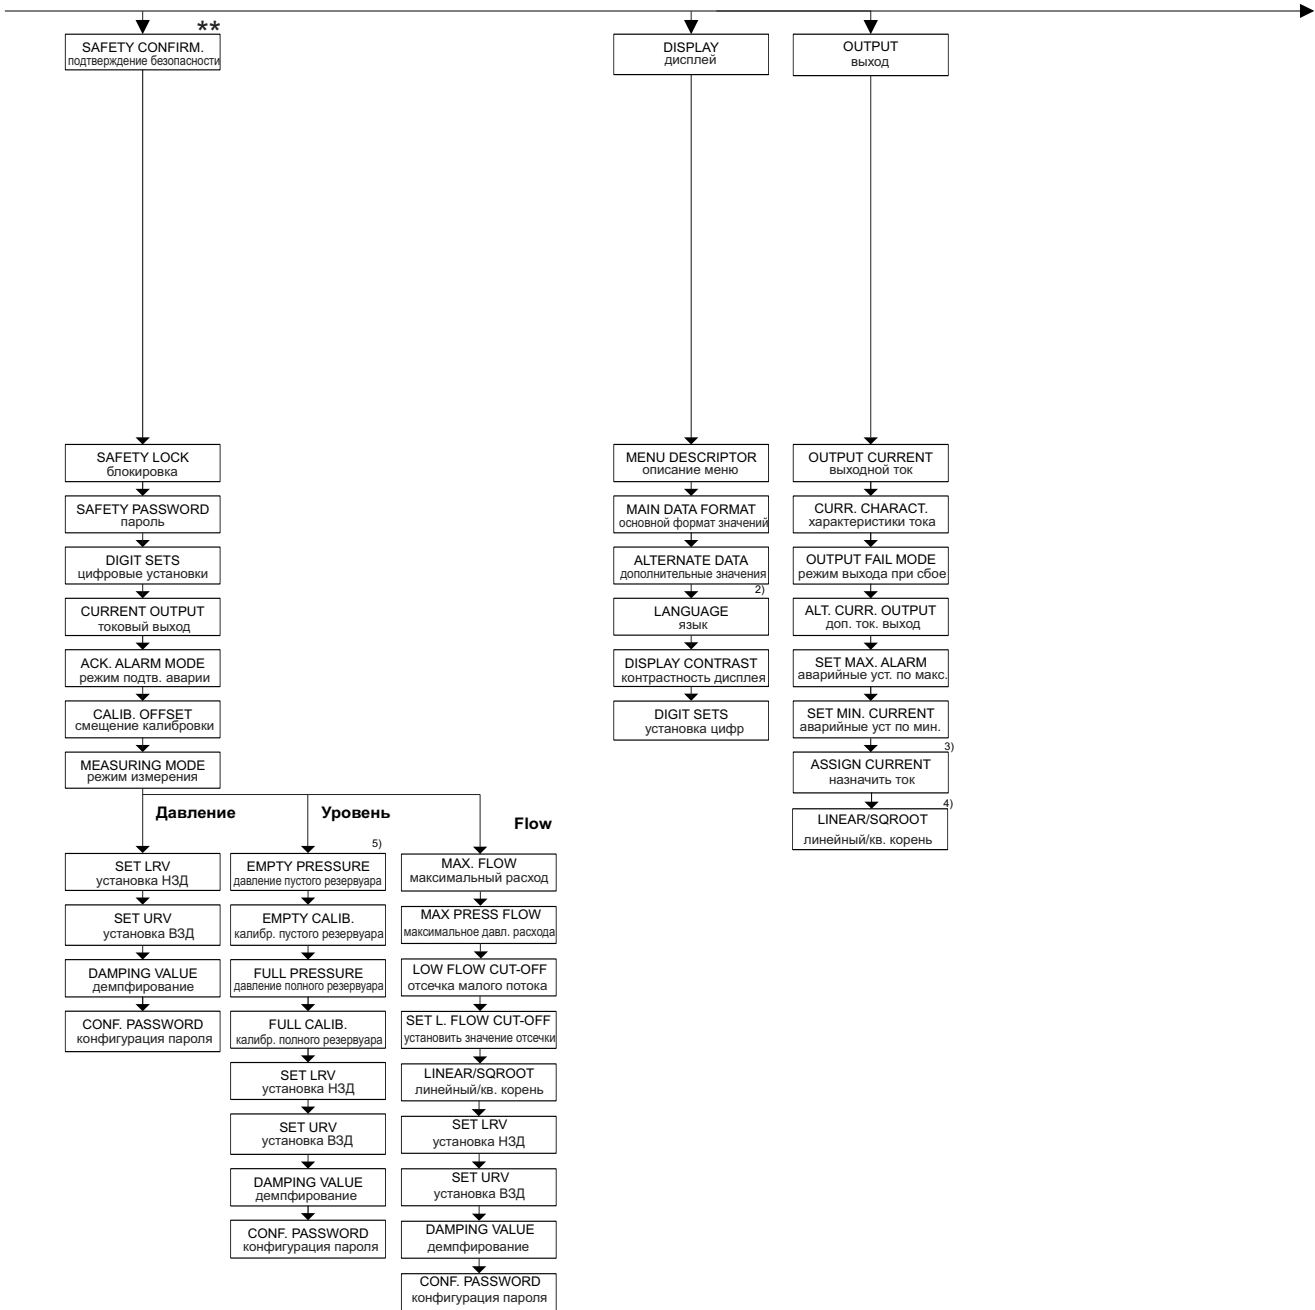 **
SAFETY CONFIRM.
подтверждение безопасности
DISPLAY
дисплей
OUTPUT
выход
SAFETY LOCK
блокировка
SAFETY PASSWORD
пароль
DIGIT SETS
цифровые установки
CURRENT OUTPUT
токовый выход
ACK. ALARM MODE
режим подтв. аварии
CALIB. OFFSET
смещение калибровки
MEASURING MODE
режим измерения
MENU DESCRIPTOR
описание меню
MAIN DATA FORMAT
основной формат значений
ALTERNATE DATA
дополнительные значения
2)
LANGUAGE
язык
DISPLAY CONTRAST
контрастность дисплея
DIGIT SETS
установка цифр
OUTPUT CURRENT
выходной ток
CURR. CHARACT.
характеристики тока
OUTPUT FAIL MODE
режим выхода при сбое
ALT. CURR. OUTPUT
доп. ток. выход
SET MAX. ALARM
аварийные уст. по макс.
SET MIN. CURRENT
аварийные уст по мин.
3)
ASSIGN CURRENT
назначить ток
4)
LINEAR/SQROOT
линейный/кв. корень
Давление
SET LRV
установка НЗД
SET URV
установка ВЗД
DAMPING VALUE
демпфирование
CONF. PASSWORD
конфигурация пароля
Уровень
5)
EMPTY PRESSURE
давление пустого резервуара
EMPTY CALIB.
калибр. пустого резервуара
FULL PRESSURE
давление полного резервуара
FULL CALIB.
калибр. полного резервуара
SET LRV
установка НЗД
SET URV
установка ВЗД
DAMPING VALUE
демпфирование
CONF. PASSWORD
конфигурация пароля
Flow
MAX. FLOW
максимальный расход
MAX PRESS FLOW
максимальное давл. расхода
LOW FLOW CUT-OFF
отсечка малого потока
SET L. FLOW CUT-OFF
установить значение отсечки
LINEAR/SQROOT
линейный/кв. корень
SET LRV
установка НЗД
SET URV
установка ВЗД
DAMPING VALUE
демпфирование
CONF. PASSWORD
конфигурация пароля